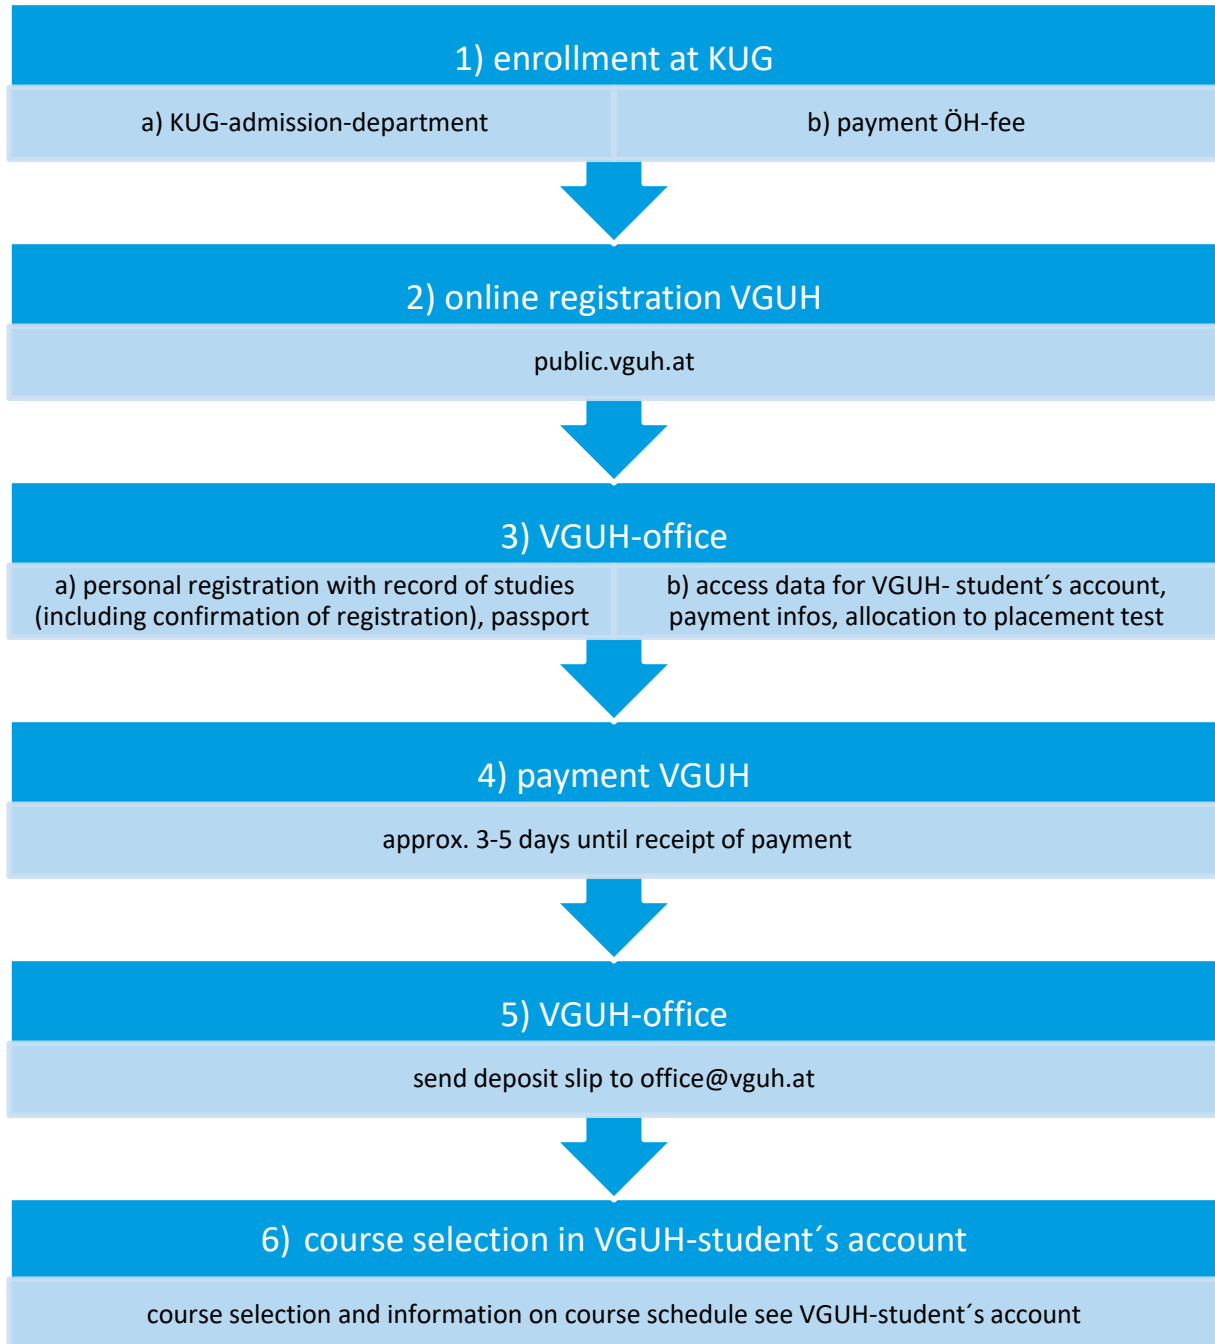 1) enrollment at KUG
a) KUG-admission-department
b) payment ÖH-fee
2) online registration VGUH
public.vguh.at
3) VGUH-office
a) personal registration with record of studies
(including confirmation of registration), passport
b) access data for VGUH- student´s account,
payment infos, allocation to placement test
4) payment VGUH
approx. 3-5 days until receipt of payment
5) VGUH-office
send deposit slip to office@vguh.at
6) course selection in VGUH-student´s account
course selection and information on course schedule see VGUH-student´s account